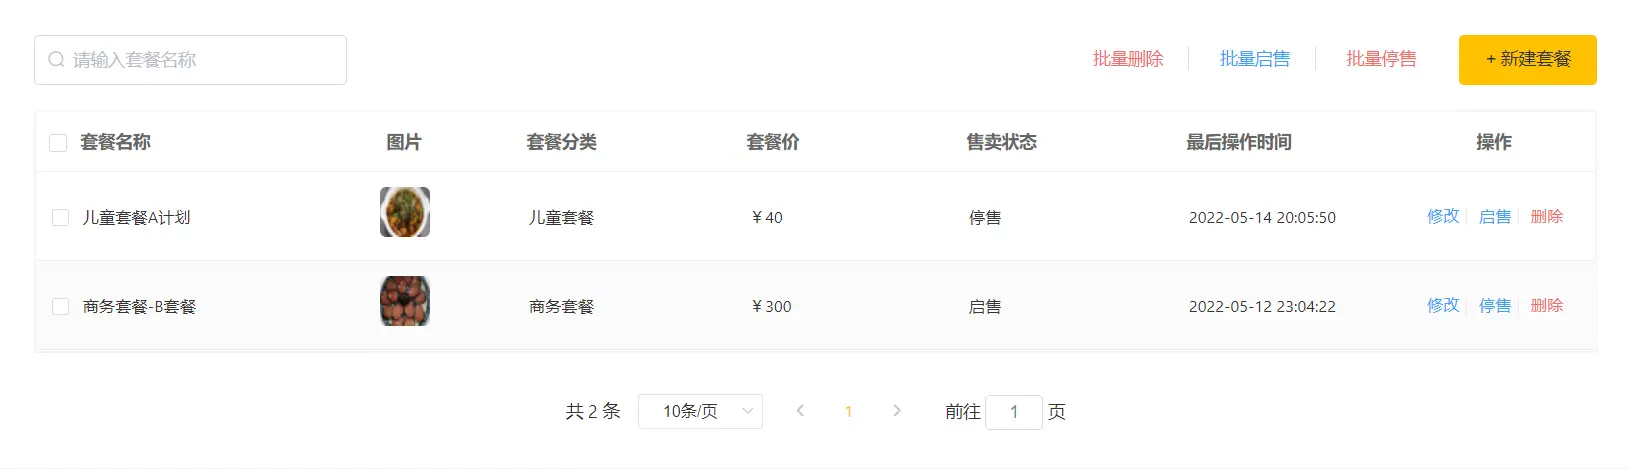 请输入套餐名称 批量删除 批量启售 批量停售 + 新建套餐
套餐名称 图片 套餐分类 套餐价 售卖状态 最后操作时间 操作
儿童套餐A计划 儿童套餐 ￥40 停售 2022-05-14 20:05:50 修改 启售 删除
商务套餐-B套餐 商务套餐 ￥300 启售 2022-05-12 23:04:22 修改 停售 删除
共 2 条 10条/页 1 前往 1 页